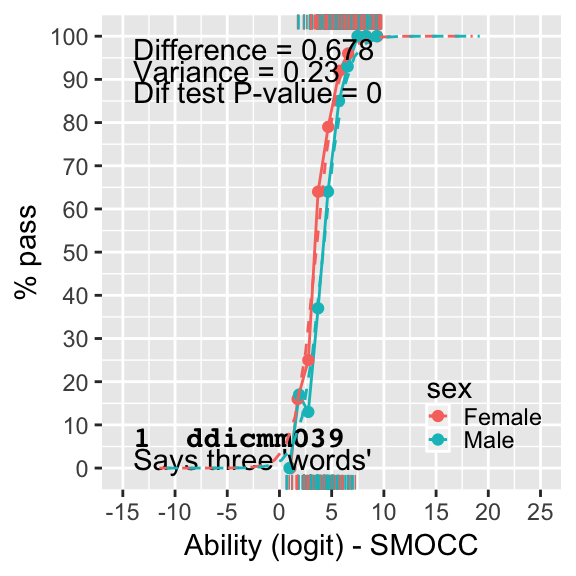 Difference = 0.678
Variance = 0.23
Dif test P-value = 0
100
90
80
70
60
50
40
30
20
10
0
% pass
sex
Female
Male
1 ddicmm039
Says three 'words'
-15 -10 -5 0 5 10 15 20 25
Ability (logit) - SMOCC